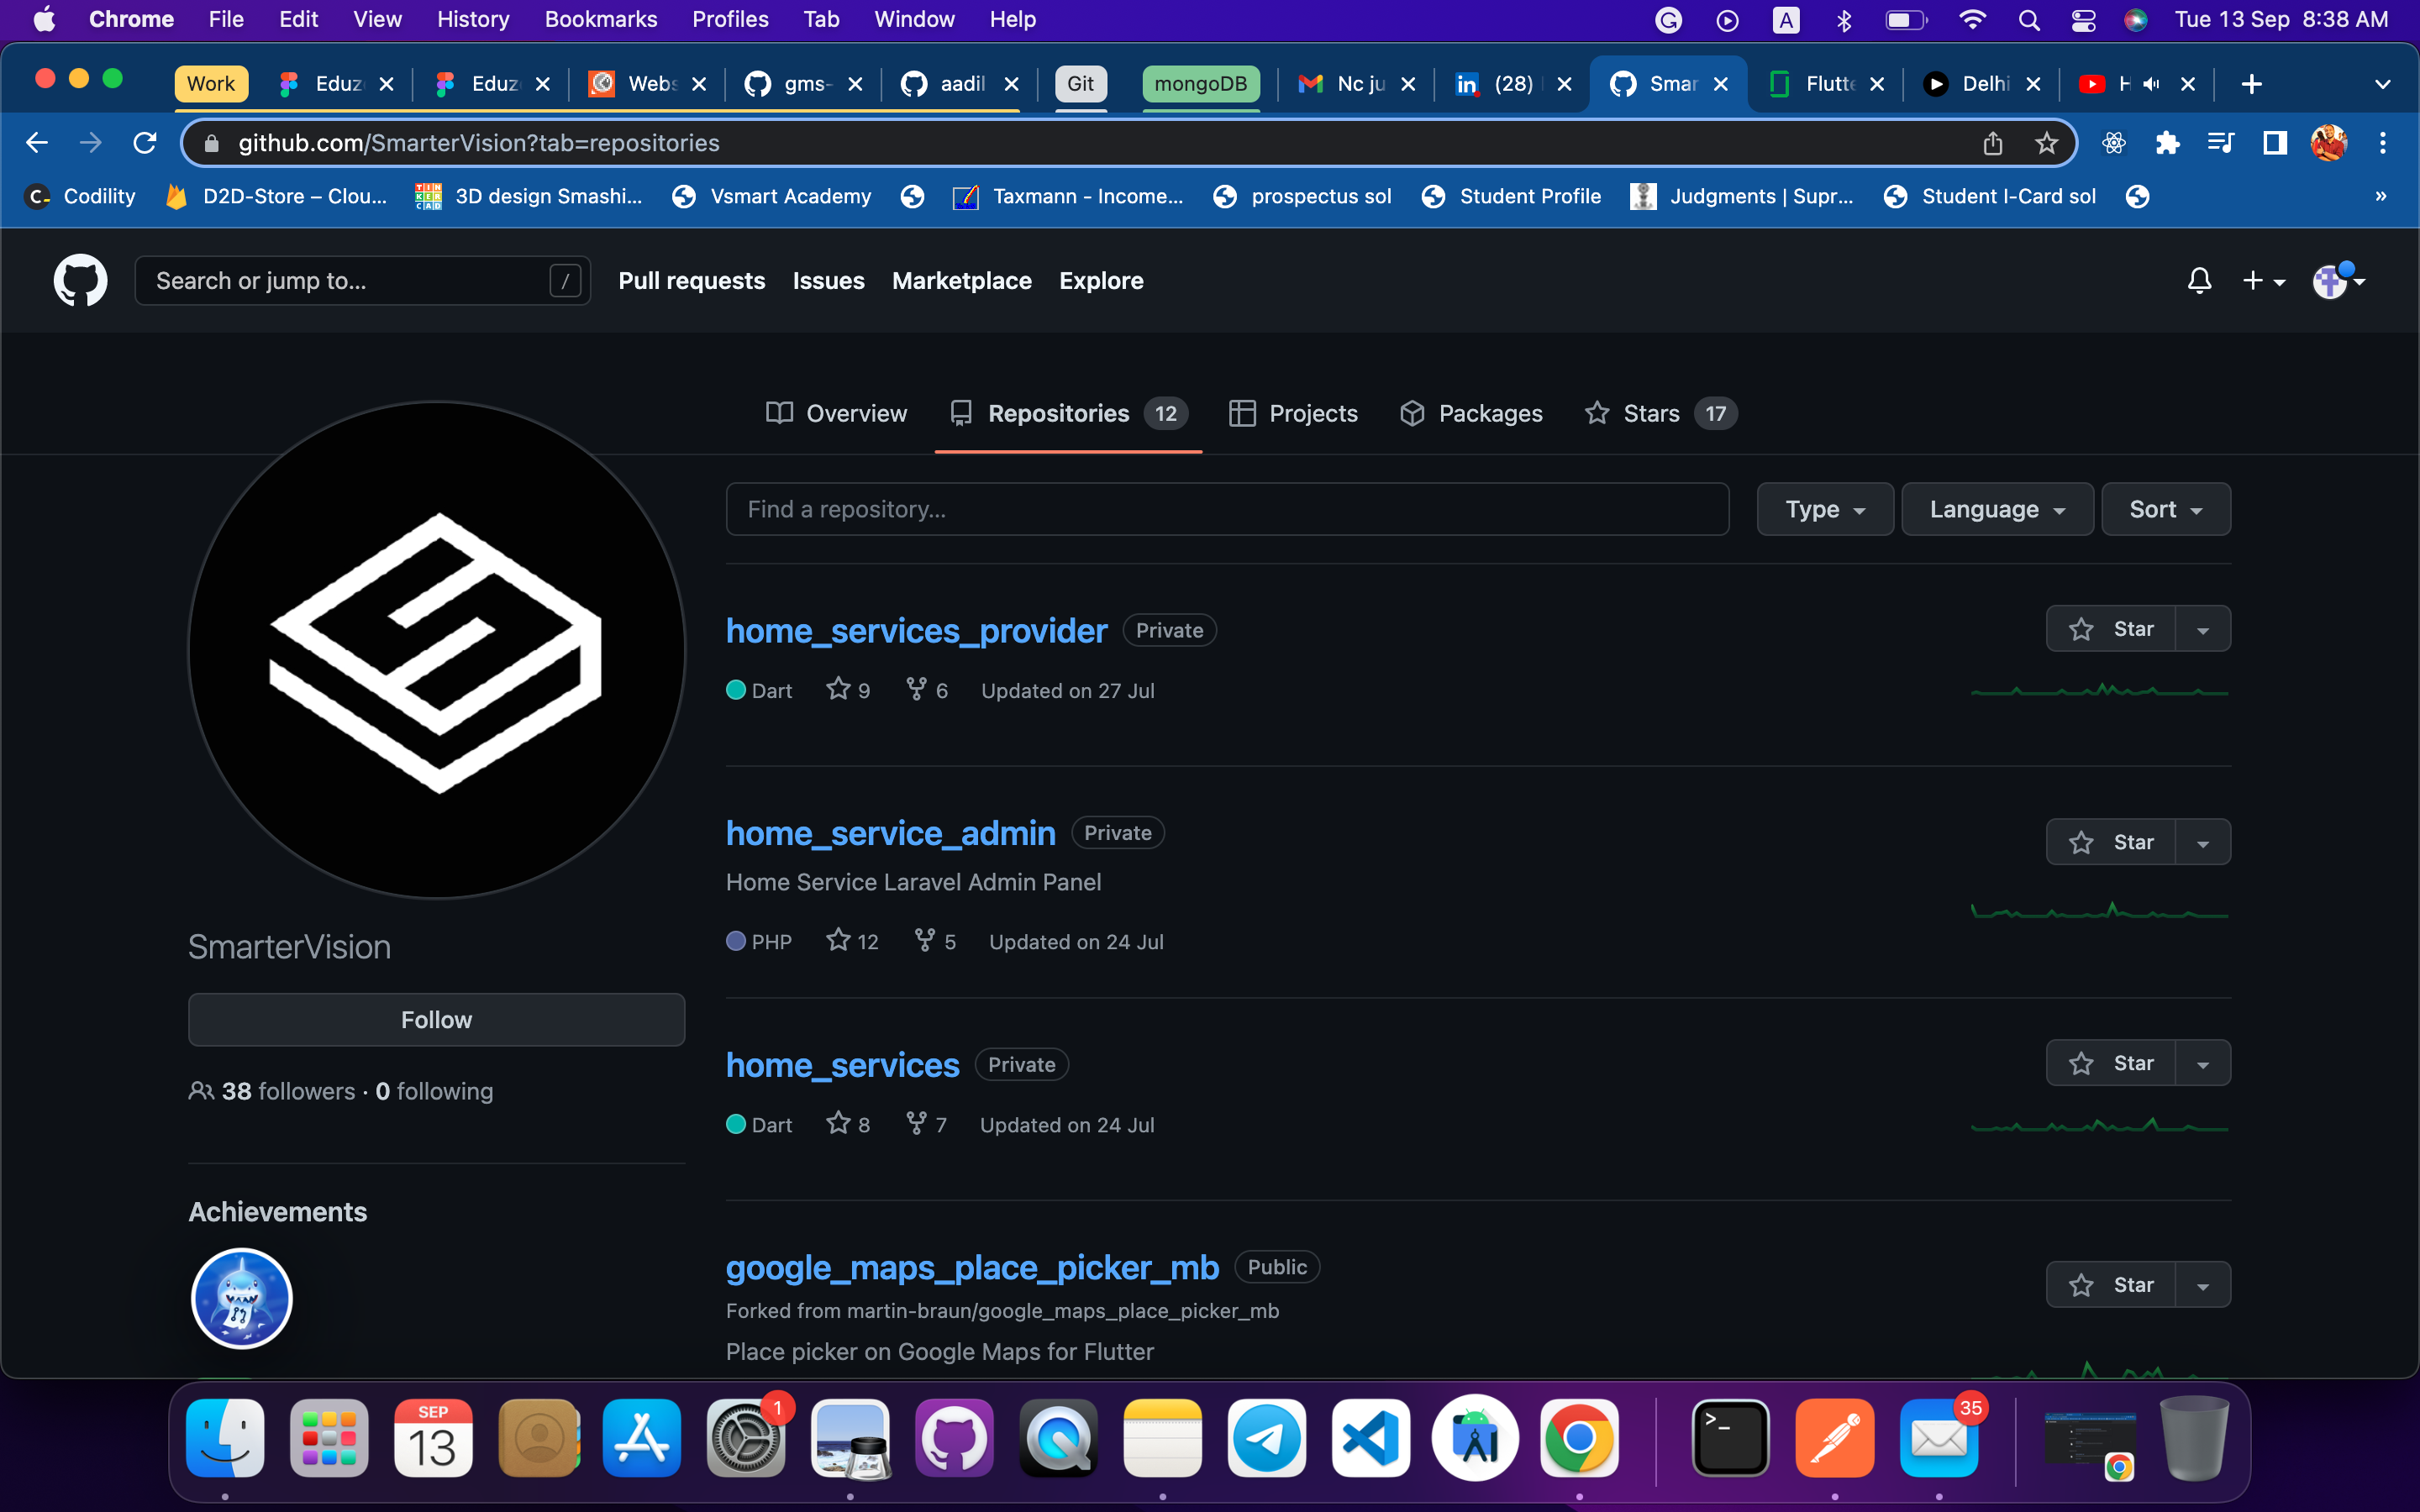 Chrome File Edit View History Bookmarks Profiles Tab Window Help A Tue 13 Sep 8:38 AM
Work Eduz Eduz Webs gms- aadil Git mongoDB Nc ju (28) Smar Flutte Delhi H
github.com/SmarterVision?tab=repositories
Codility D2D-Store – Clou... 3D design Smashi... Vsmart Academy Taxmann - Income... prospectus sol Student Profile Judgments | Supr... Student I-Card sol »
Search or jump to... / Pull requests Issues Marketplace Explore
Overview Repositories 12 Projects Packages Stars 17
Find a repository... Type Language Sort
home_services_provider Private Star
Dart 9 6 Updated on 27 Jul
home_service_admin Private Star
Home Service Laravel Admin Panel
PHP 12 5 Updated on 24 Jul
SmarterVision
Follow
38 followers · 0 following
home_services Private Star
Dart 8 7 Updated on 24 Jul
Achievements
google_maps_place_picker_mb Public Star
Forked from martin-braun/google_maps_place_picker_mb
Place picker on Google Maps for Flutter
SEP
13
1
35